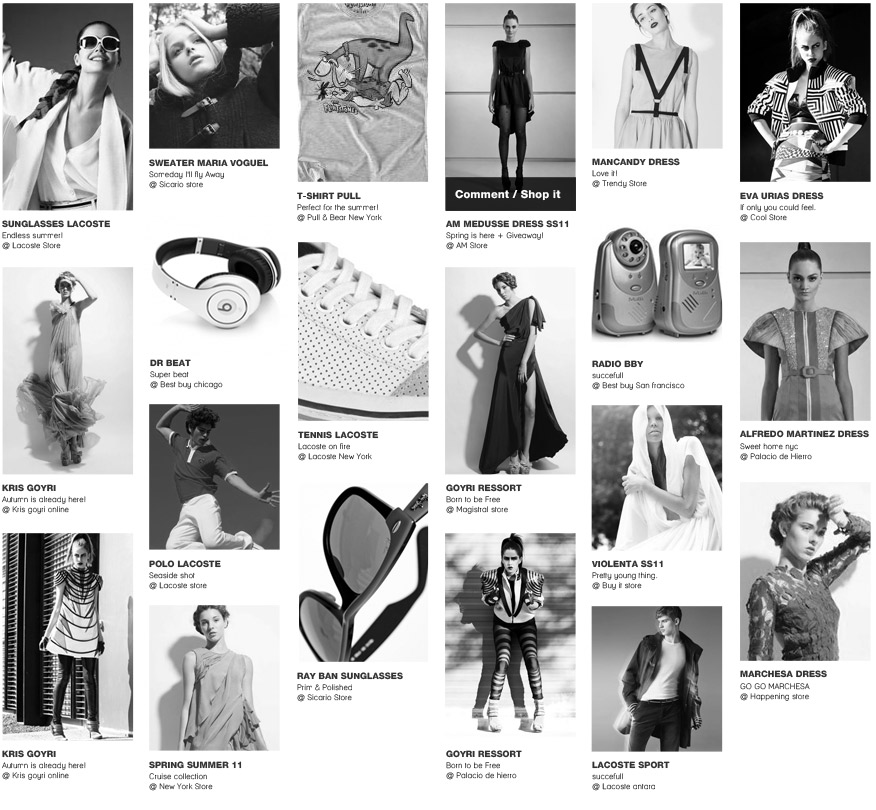 SUNGLASSES LACOSTE
Endless summer!
@ Lacoste Store
KRIS GOYRI
Autumn is already here!
@ Kris goyri online
KRIS GOYRI
Autumn is already here!
@ Kris goyri online
SWEATER MARIA VOGUEL
Someday I'll fly Away
@ Sicario store
DR BEAT
Super beat
@ Best buy chicago
POLO LACOSTE
Seaside shot
@ Lacoste store
SPRING SUMMER 11
Cruise collection
@ New York Store
T-SHIRT PULL
Perfect for the summer!
@ Pull & Bear New York
TENNIS LACOSTE
Lacoste on fire
@ Lacoste New York
RAY BAN SUNGLASSES
Prim & Polished
@ Sicario Store
Comment / Shop it
AM MEDUSSE DRESS SS11
Spring is here + Giveaway!
@ AM Store
GOYRI RESSORT
Born to be Free
@ Magistral store
GOYRI RESSORT
Born to be Free
@ Palacio de hierro
MANCANDY DRESS
Love it!
@ Trendy Store
RADIO BBY
succefull
@ Best buy San francisco
VIOLENTA SS11
Pretty young thing.
@ Buy it store
LACOSTE SPORT
succefull
@ Lacoste antara
EVA URIAS DRESS
If only you could feel.
@ Cool Store
ALFREDO MARTINEZ DRESS
Sweet home nyc
@ Palacio de Hierro
MARCHESA DRESS
GO GO MARCHESA
@ Happening store